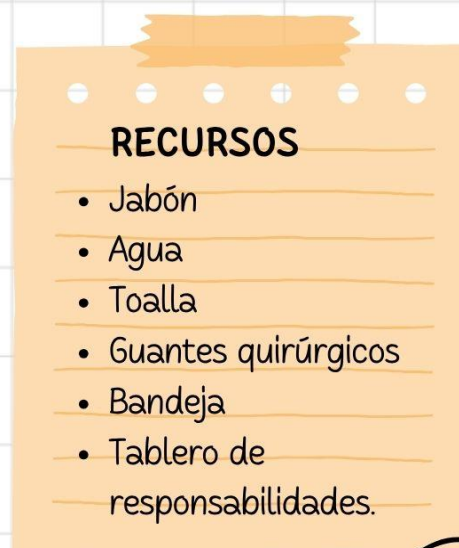 RECURSOS
• Jabón
• Agua
• Toalla
• Guantes quirúrgicos
• Bandeja
• Tablero de
responsabilidades.